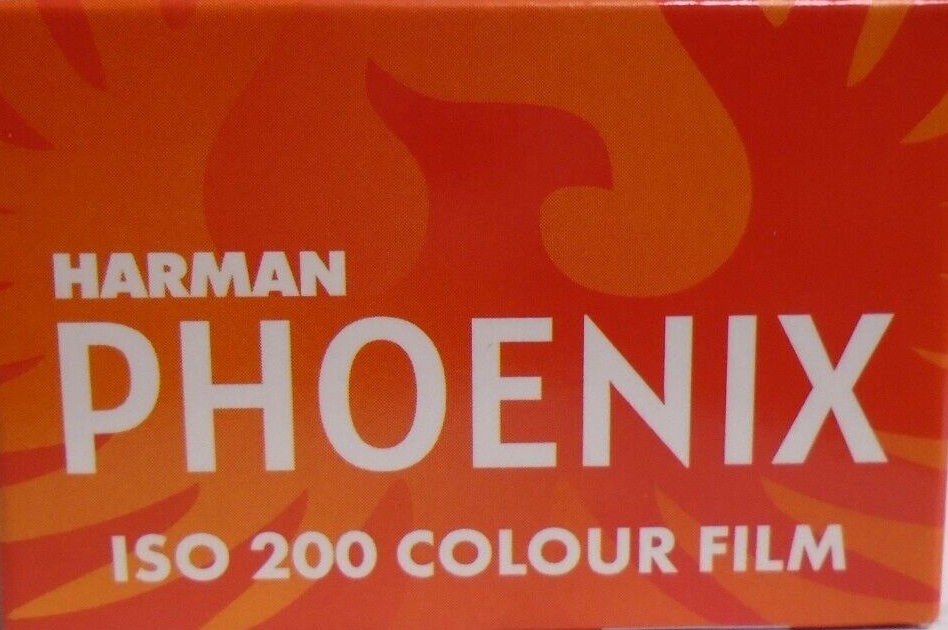 HARMAN
PHOENIX
ISO 200 COLOUR FILM